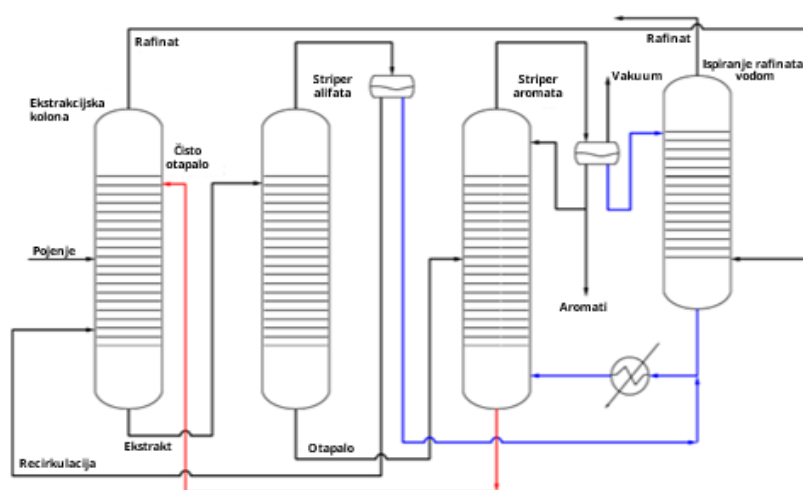 Rafinat
Rafinat
Striper
alifata
Striper
aromata
Vakuum
Ispiranje rafinata
vodom
Ekstrakcijska
kolona
Čisto
otapalo
Pojenje
Aromati
Ekstrakt
Otapalo
Recirkulacija